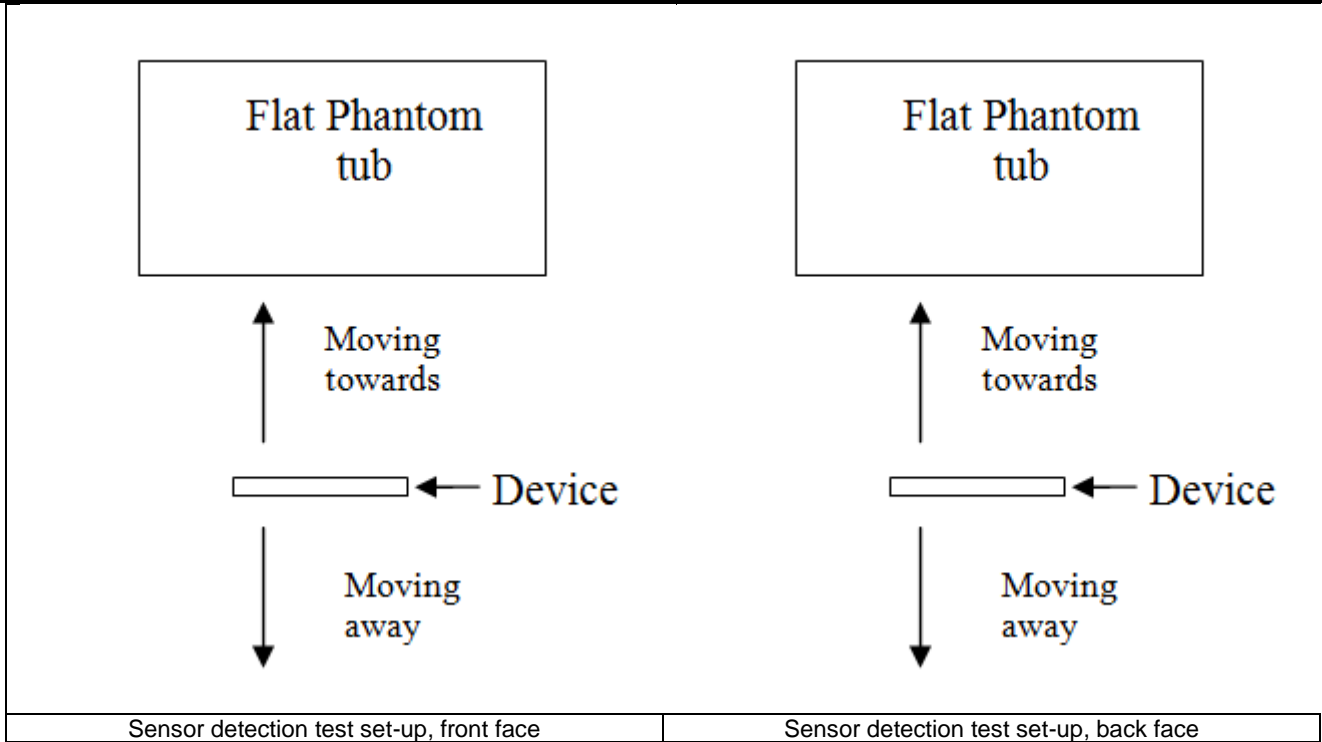 Flat Phantom
tub
Moving
towards
Device
Moving
away
Sensor detection test set-up, front face
Flat Phantom
tub
Moving
towards
Device
Moving
away
Sensor detection test set-up, back face